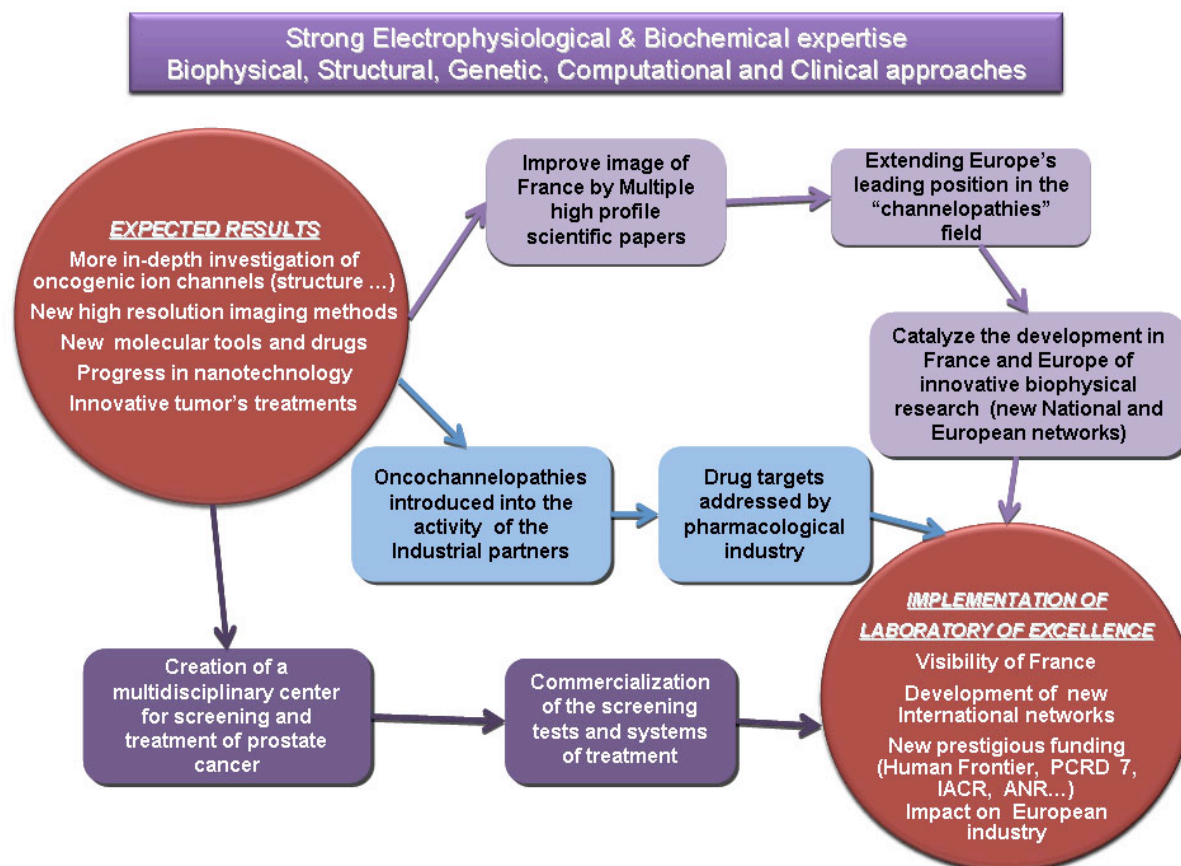 Strong Electrophysiological & Biochemical expertise
Biophysical, Structural, Genetic, Computational and Clinical approaches
EXPECTED RESULTS
More in-depth investigation of
oncogenic ion channels (structure ...)
New high resolution imaging methods
New molecular tools and drugs
Progress in nanotechnology
Innovative tumor's treatments
Improve image of
France by Multiple
high profile
scientific papers
Extending Europe's
leading position in the
"channelopathies"
field
Catalyze the development in
France and Europe of
innovative biophysical
research (new National and
European networks)
Oncochannelopathies
introduced into the
activity of the
Industrial partners
Drug targets
addressed by
pharmacological
industry
Creation of a
multidisciplinary center
for screening and
treatment of prostate
cancer
Commercialization
of the screening
tests and systems
of treatment
IMPLEMENTATION OF
LABORATORY OF EXCELLENCE
Visibility of France
Development of new
International networks
New prestigious funding
(Human Frontier, PCRD 7,
IACR, ANR...)
Impact on European
industry